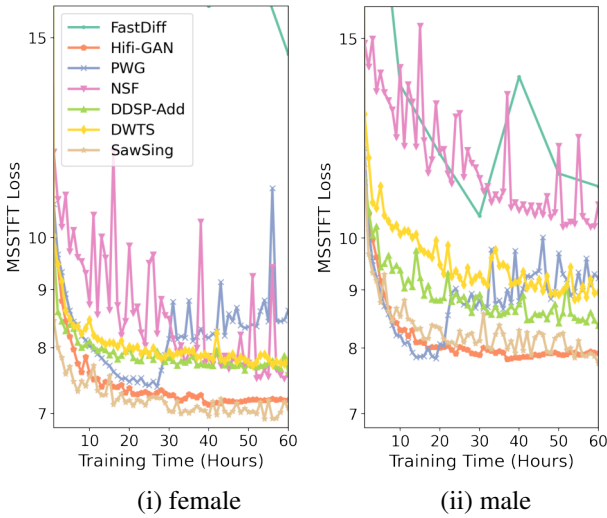 MSSTFT Loss
15
10
9
8
7
FastDiff
Hifi-GAN
PWG
NSF
DDSP-Add
DWTS
SawSing
10 20 30 40 50 60
Training Time (Hours)
(i) female
MSSTFT Loss
15
10
9
8
7
10 20 30 40 50 60
Training Time (Hours)
(ii) male